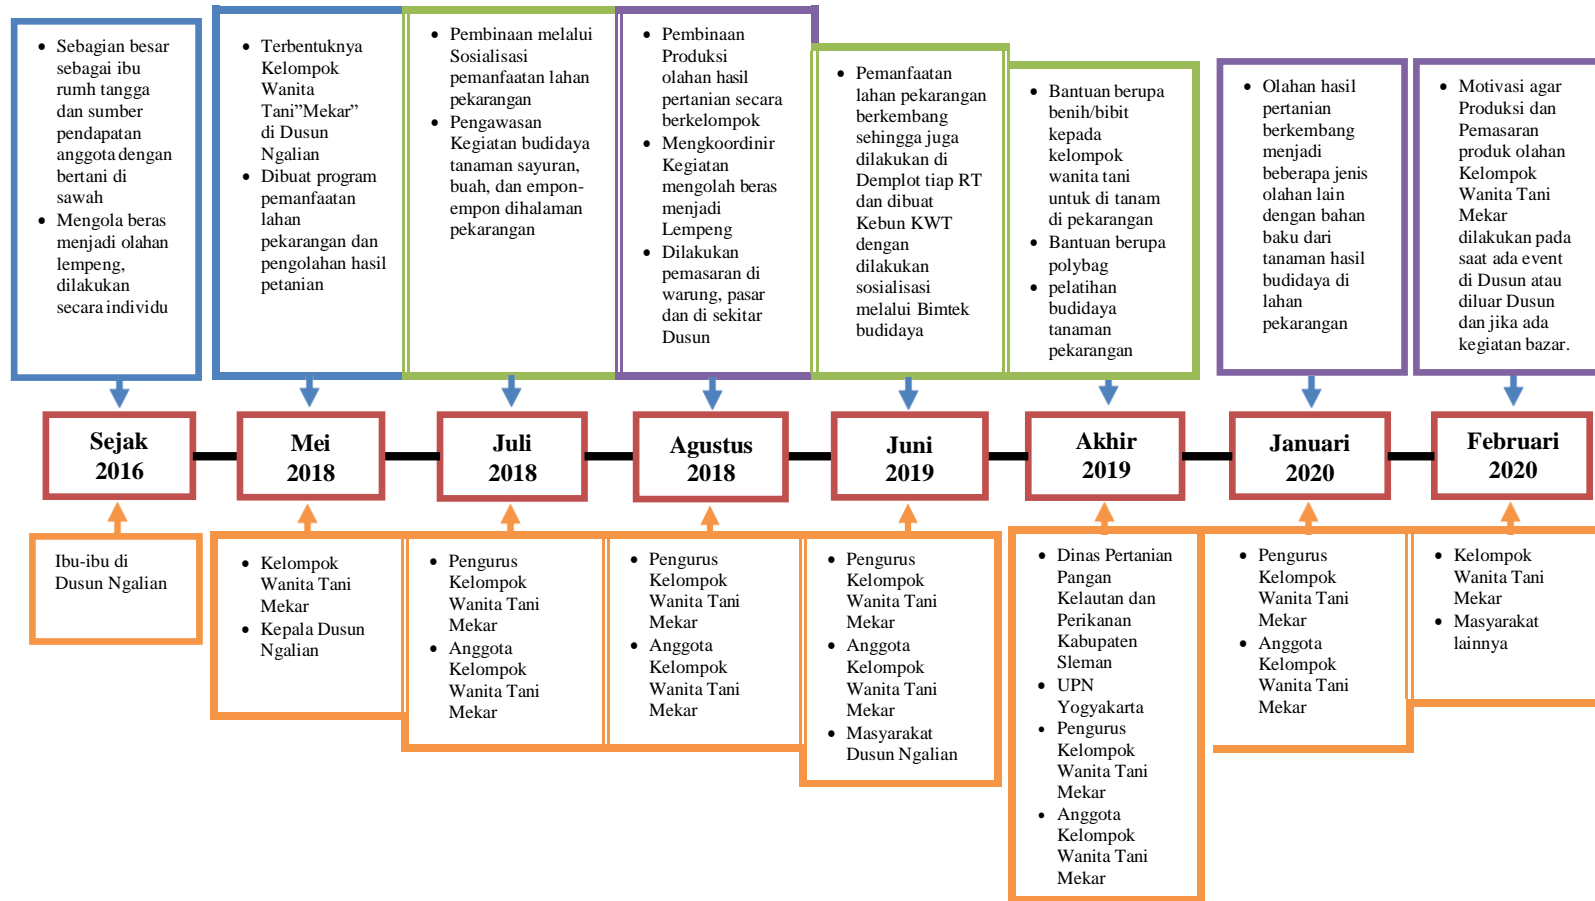 • Sebagian besar
sebagai ibu
rumh tangga
dan sumber
pendapatan
anggota dengan
bertani di
sawah
• Mengola beras
menjadi olahan
lempeng,
dilakukan
secara individu
• Terbentuknya
Kelompok
Wanita
Tani”Mekar”
di Dusun
Ngalian
• Dibuat program
pemanfaatan
lahan
pekarangan dan
pengolahan hasil
petanian
• Pembinaan melalui
Sosialisasi
pemanfaatan lahan
pekarangan
• Pengawasan
Kegiatan budidaya
tanaman sayuran,
buah, dan empon-
empon dihalaman
pekarangan
• Pembinaan
Produksi
olahan hasil
pertanian secara
berkelompok
• Mengkoordinir
Kegiatan
mengolah beras
menjadi
Lempeng
• Dilakukan
pemasaran di
warung, pasar
dan di sekitar
Dusun
• Pemanfaatan
lahan pekarangan
berkembang
sehingga juga
dilakukan di
Demplot tiap RT
dan dibuat
Kebun KWT
dengan
dilakukan
sosialisasi
melalui Bimtek
budidaya
• Bantuan berupa
benih/bibit
kepada
kelompok
wanita tani
untuk di tanam
di pekarangan
• Bantuan berupa
polybag
• pelatihan
budidaya
tanaman
pekarangan
• Olahan hasil
pertanian
berkembang
menjadi
beberapa jenis
olahan lain
dengan bahan
baku dari
tanaman hasil
budidaya di
lahan
pekarangan
• Motivasi agar
Produksi dan
Pemasaran
produk olahan
Kelompok
Wanita Tani
Mekar
dilakukan pada
saat ada event
di Dusun atau
diluar Dusun
dan jika ada
kegiatan bazar.
Sejak
2016
Mei
2018
Juli
2018
Agustus
2018
Juni
2019
Akhir
2019
Januari
2020
Februari
2020
Ibu-ibu di
Dusun Ngalian
• Kelompok
Wanita Tani
Mekar
• Kepala Dusun
Ngalian
• Pengurus
Kelompok
Wanita Tani
Mekar
• Anggota
Kelompok
Wanita Tani
Mekar
• Pengurus
Kelompok
Wanita Tani
Mekar
• Anggota
Kelompok
Wanita Tani
Mekar
• Pengurus
Kelompok
Wanita Tani
Mekar
• Anggota
Kelompok
Wanita Tani
Mekar
• Masyarakat
Dusun Ngalian
• Dinas Pertanian
Pangan
Kelautan dan
Perikanan
Kabupaten
Sleman
• UPN
Yogyakarta
• Pengurus
Kelompok
Wanita Tani
Mekar
• Anggota
Kelompok
Wanita Tani
Mekar
• Pengurus
Kelompok
Wanita Tani
Mekar
• Anggota
Kelompok
Wanita Tani
Mekar
• Kelompok
Wanita Tani
Mekar
• Masyarakat
lainnya